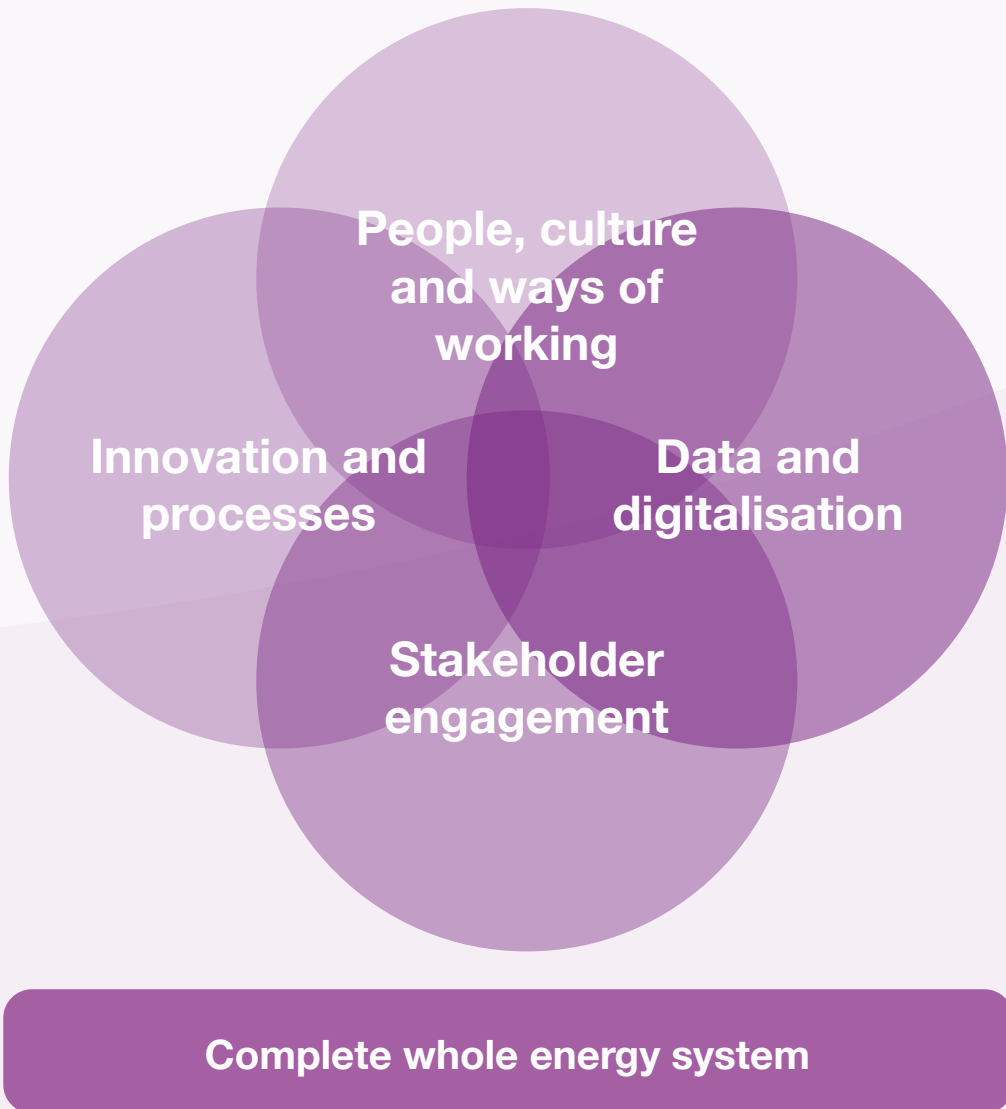 People, culture
and ways of
working
Innovation and
processes
Data and
digitalisation
Stakeholder
engagement
Complete whole energy system